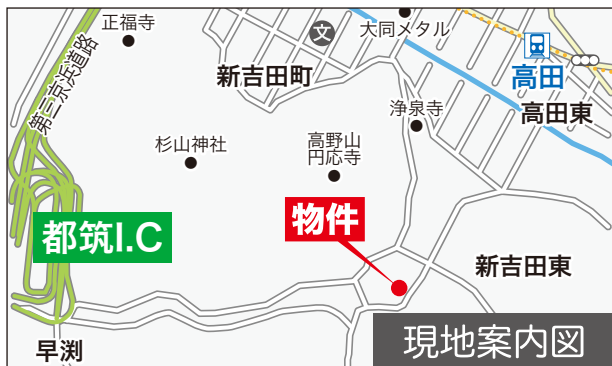 正福寺
大同メタル
文
新吉田町
高田
高田東
第三京浜道路
浄泉寺
杉山神社
高野山
円応寺
物件
都筑I.C
新吉田東
早渕
現地案内図